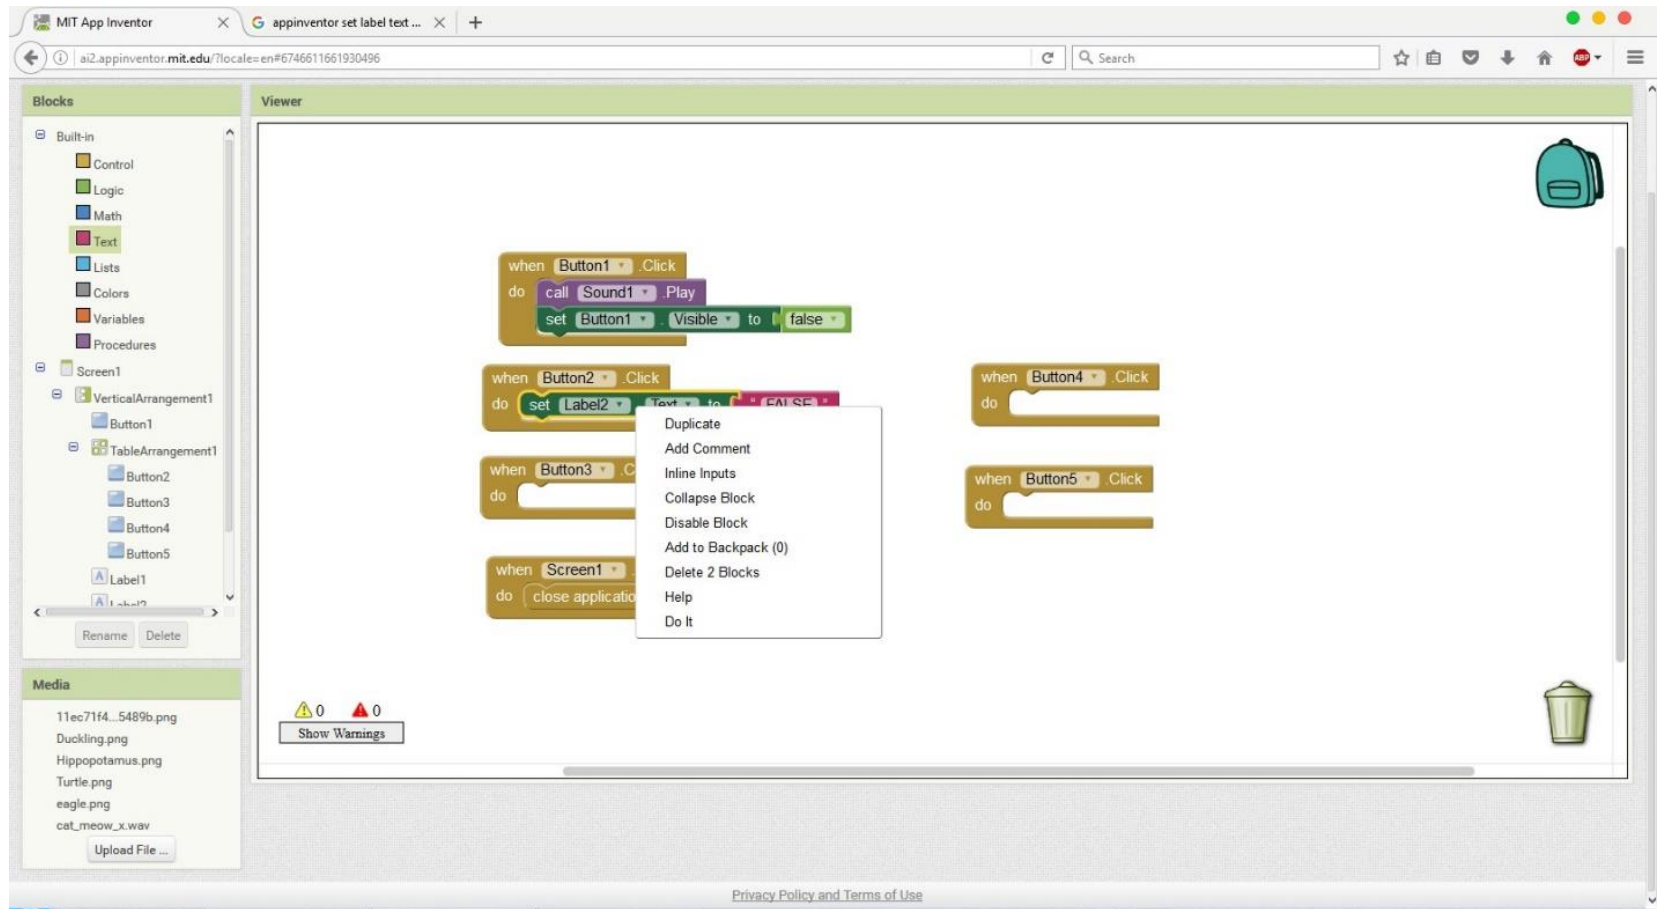 MIT App Inventor
appinventor set label text ...
ai2.appinventor.mit.edu/?locale=en#6746611661930496
Search
ABP
Blocks
Built-in
Control
Logic
Math
Text
Lists
Colors
Variables
Procedures
Screen1
VerticalArrangement1
Button1
TableArrangement1
Button2
Button3
Button4
Button5
Label1
Label2
Rename Delete
Media
11ec71f4...5489b.png
Duckling.png
Hippopotamus.png
Turtle.png
eagle.png
cat_meow_x.wav
Upload File ...
Viewer
when Button1 .Click
do call Sound1 .Play
set Button1 . Visible to false
when Button2 .Click
do set Label2 . Text to " FALSE "
when Button3 .C
do
when Screen1 .
do close applicatio
Duplicate
Add Comment
Inline Inputs
Collapse Block
Disable Block
Add to Backpack (0)
Delete 2 Blocks
Help
Do It
when Button4 .Click
do
when Button5 .Click
do
0 0
Show Warnings
Privacy Policy and Terms of Use